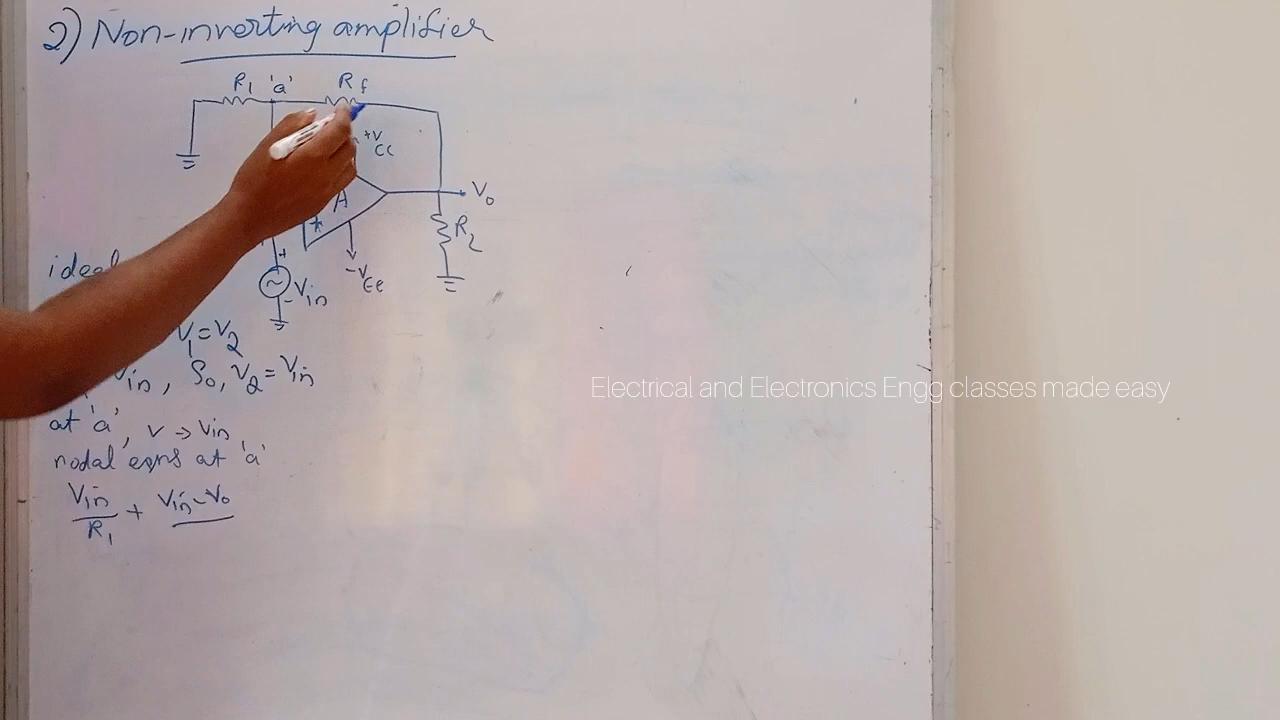 2) Non-inverting amplifier
R1 'a' Rf
+VCC
A
+
Vo
R2
+
-VEE
Vin
-
ideal
V1=V2
Vin, So, V2=Vin
at 'a', V → Vin
nodal eqns at 'a'
Vin/R1 + Vin-Vo
Electrical and Electronics Engg classes made easy